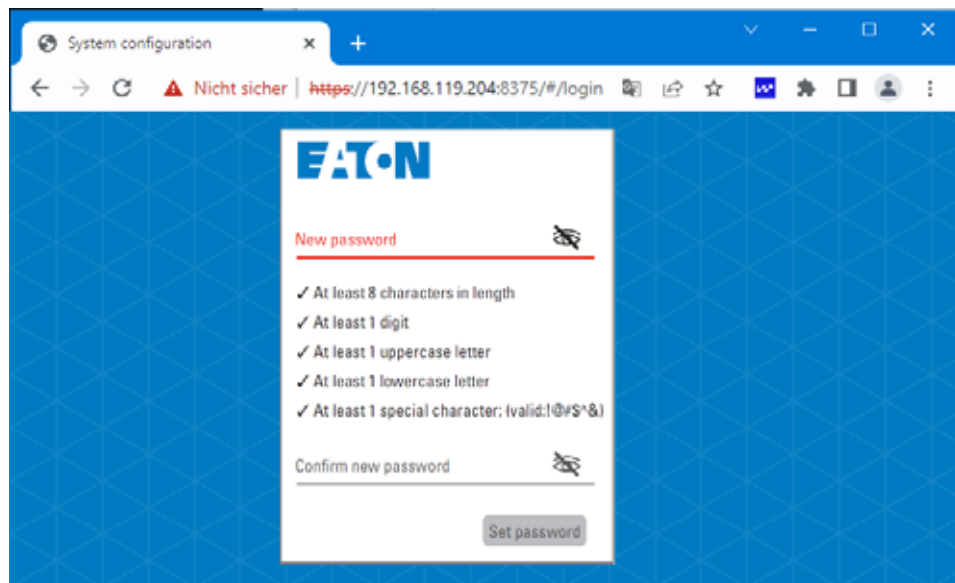 System configuration
Nicht sicher | https://192.168.119.204:8375/#/login
EATON
New password
✓ At least 8 characters in length
✓ At least 1 digit
✓ At least 1 uppercase letter
✓ At least 1 lowercase letter
✓ At least 1 special character: (valid:!@#$^&)
Confirm new password
Set password